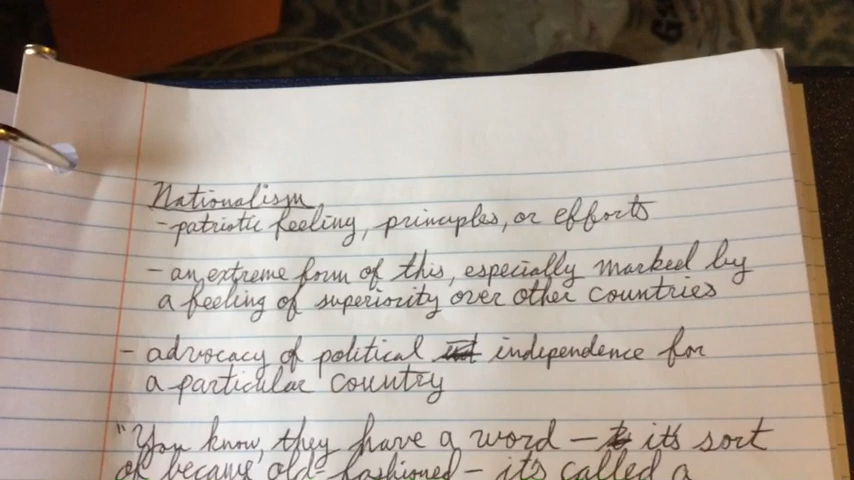 Nationalism
- patriotic feeling, principles, or efforts
- an extreme form of this, especially marked by
a feeling of superiority over other countries
- advocacy of political independence for
a particular country
"You know, they have a word – it's sort
of became old-fashioned – it's called a